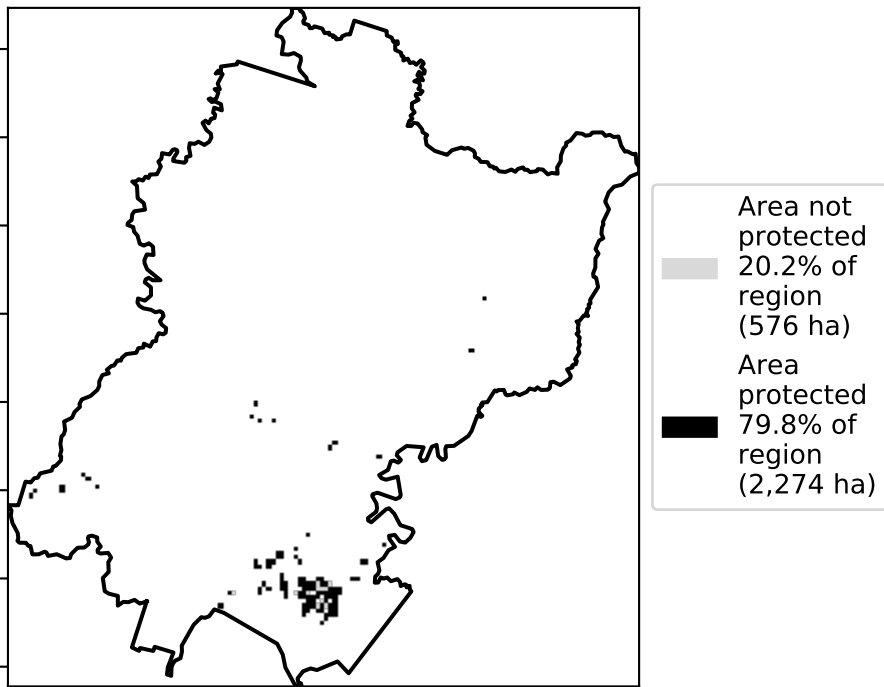 Area not
protected
20.2% of
region
(576 ha)
Area
protected
79.8% of
region
(2,274 ha)